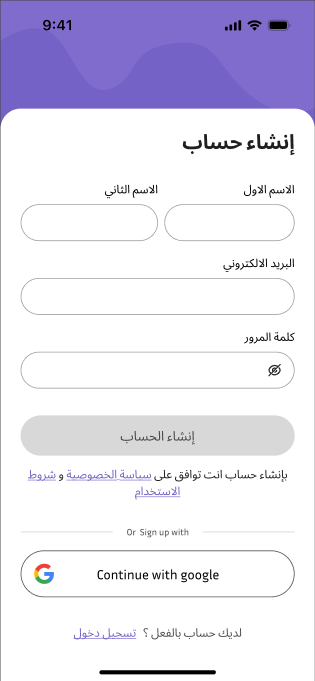 9:41
إنشاء حساب
الاسم الاول
الاسم الثاني
البريد الالكتروني
كلمة المرور
إنشاء الحساب
بإنشاء حساب انت توافق على سياسة الخصوصية و شروط
الاستخدام
Or Sign up with
Continue with google
لديك حساب بالفعل ؟ تسجيل دخول